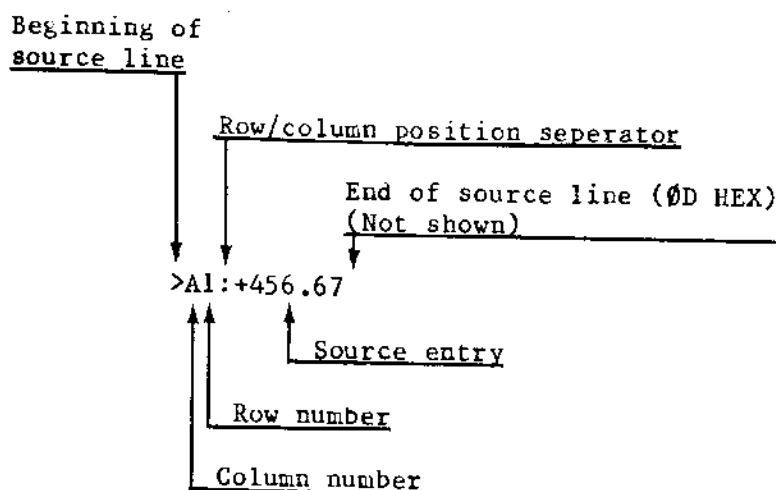 Beginning of
source line
Row/column position seperator
End of source line (ØD HEX)
(Not shown)
>A1:+456.67
Source entry
Row number
Column number